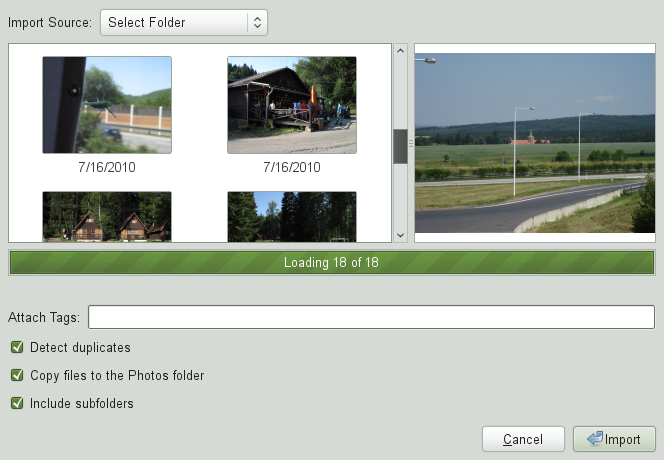 Import Source: Select Folder
7/16/2010 7/16/2010
Loading 18 of 18
Attach Tags:
Detect duplicates
Copy files to the Photos folder
Include subfolders
Cancel Import